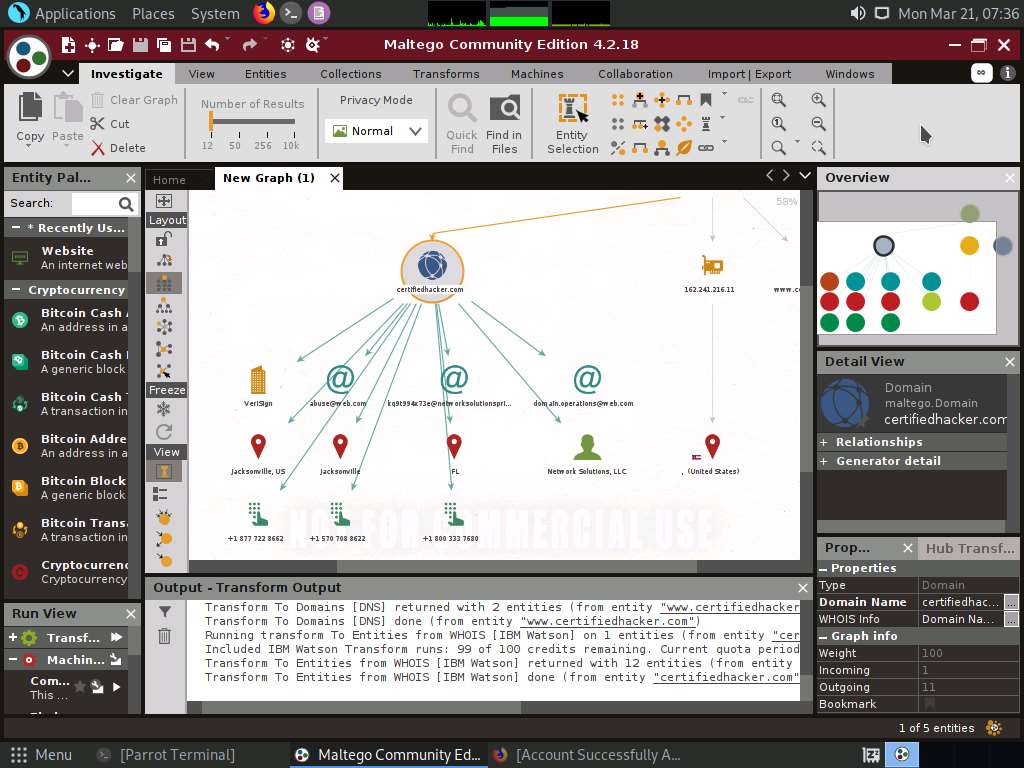 Applications Places System
Mon Mar 21, 07:36
Maltego Community Edition 4.2.18
Investigate View Entities Collections Transforms Machines Collaboration Import | Export Windows
Copy Paste Clear Graph Cut Delete
Number of Results
12 50 256 10k
Privacy Mode
Normal
Quick Find
Find in Files
Entity Selection
Entity Pal...
Search:
* Recently Us...
Website
An internet web
Cryptocurrency
Bitcoin Cash A
An address in a
Bitcoin Cash
A generic block
Bitcoin Cash T
A transaction in
Bitcoin Addre
An address in a
Bitcoin Block
A generic block
Bitcoin Trans
A transaction in
Cryptocurrenc
Cryptocurrency
Home New Graph (1)
Layout
Freeze
View
58%
certifiedhacker.com
162.241.216.11
www.c
VeriSign
abuse@web.com
domain.operations@web.com
Jacksonville, US
Jacksonville
FL
Network Solutions, LLC
, (United States)
+1 877 722 8662
+1 570 708 8622
+1 800 333 7680
NOT FOR COMMERCIAL USE
Overview
Detail View
Domain
maltego.Domain
certifiedhacker.com
+ Relationships
+ Generator detail
Run View
Transf...
Machin...
Com...
This ...
Output - Transform Output
Transform To Domains [DNS] returned with 2 entities (from entity "www.certifiedhacker
Transform To Domains [DNS] done (from entity "www.certifiedhacker.com")
Running transform To Entities from WHOIS [IBM Watson] on 1 entities (from entity "cer
Included IBM Watson Transform runs: 99 of 100 credits remaining. Current quota period
Transform To Entities from WHOIS [IBM Watson] returned with 12 entities (from entity
Transform To Entities from WHOIS [IBM Watson] done (from entity "certifiedhacker.com"
Prop... Hub Transf...
Properties
Type Domain
Domain Name certifiedhac... ...
WHOIS Info Domain Na... ...
Graph info
Weight 100
Incoming 1
Outgoing 11
Bookmark
1 of 5 entities
Menu [Parrot Terminal] Maltego Community Ed... [Account Successfully A...